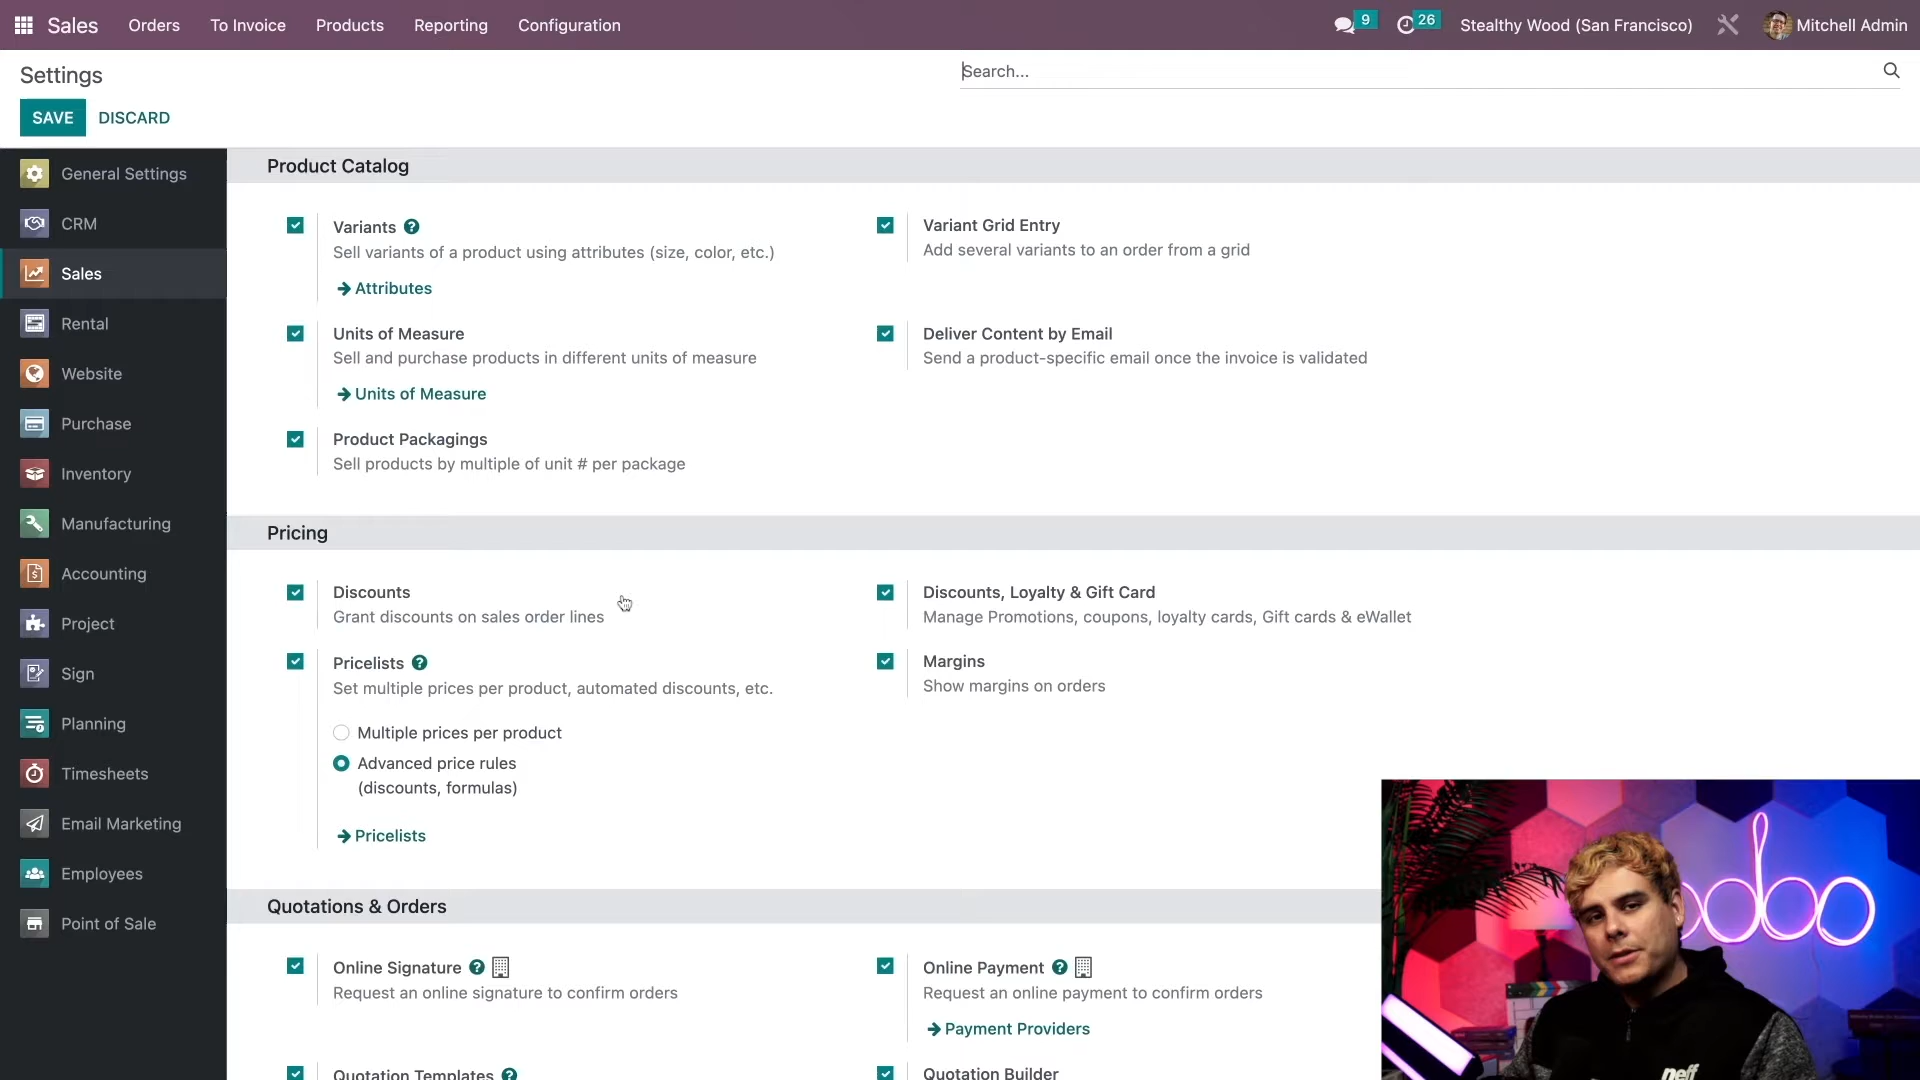 Sales
Orders
To Invoice
Products
Reporting
Configuration
9
26
Stealthy Wood (San Francisco)
Mitchell Admin
Settings
Search...
SAVE
DISCARD
General Settings
CRM
Sales
Rental
Website
Purchase
Inventory
Manufacturing
Accounting
Project
Sign
Planning
Timesheets
Email Marketing
Employees
Point of Sale
Product Catalog
Variants ?
Sell variants of a product using attributes (size, color, etc.)
Attributes
Variant Grid Entry
Add several variants to an order from a grid
Units of Measure
Sell and purchase products in different units of measure
Units of Measure
Deliver Content by Email
Send a product-specific email once the invoice is validated
Product Packagings
Sell products by multiple of unit # per package
Pricing
Discounts
Grant discounts on sales order lines
Discounts, Loyalty & Gift Card
Manage Promotions, coupons, loyalty cards, Gift cards & eWallet
Pricelists ?
Set multiple prices per product, automated discounts, etc.
Multiple prices per product
Advanced price rules
(discounts, formulas)
Pricelists
Margins
Show margins on orders
Quotations & Orders
Online Signature ?
Request an online signature to confirm orders
Online Payment ?
Request an online payment to confirm orders
Payment Providers
Quotation Templates ?
Quotation Builder
odoo
neff